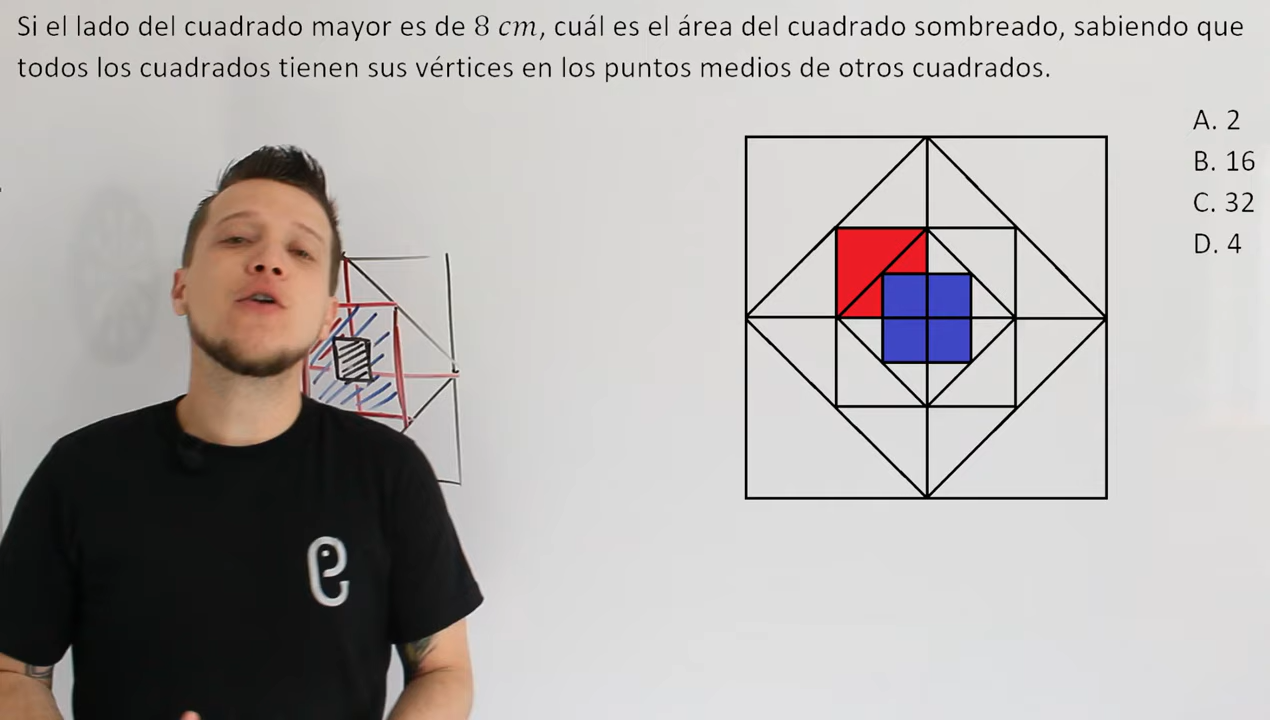 Si el lado del cuadrado mayor es de 8 cm, cuál es el área del cuadrado sombreado, sabiendo que
todos los cuadrados tienen sus vértices en los puntos medios de otros cuadrados.
A. 2
B. 16
C. 32
D. 4